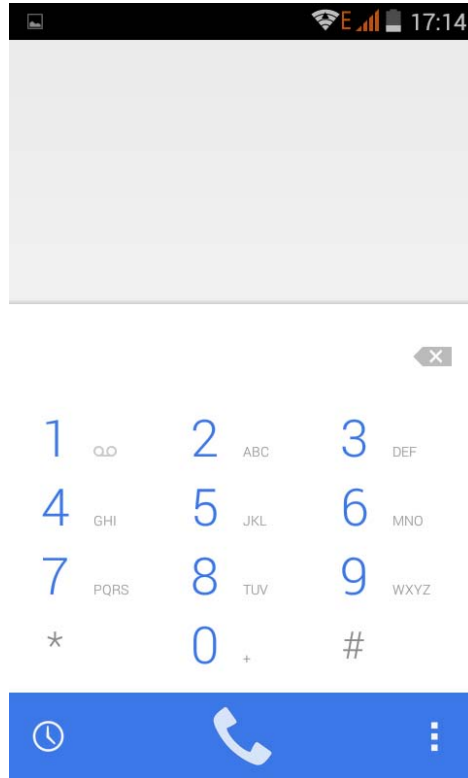 E 17:14
1 2 ABC 3 DEF
4 GHI 5 JKL 6 MNO
7 PQRS 8 TUV 9 WXYZ
* 0 + #